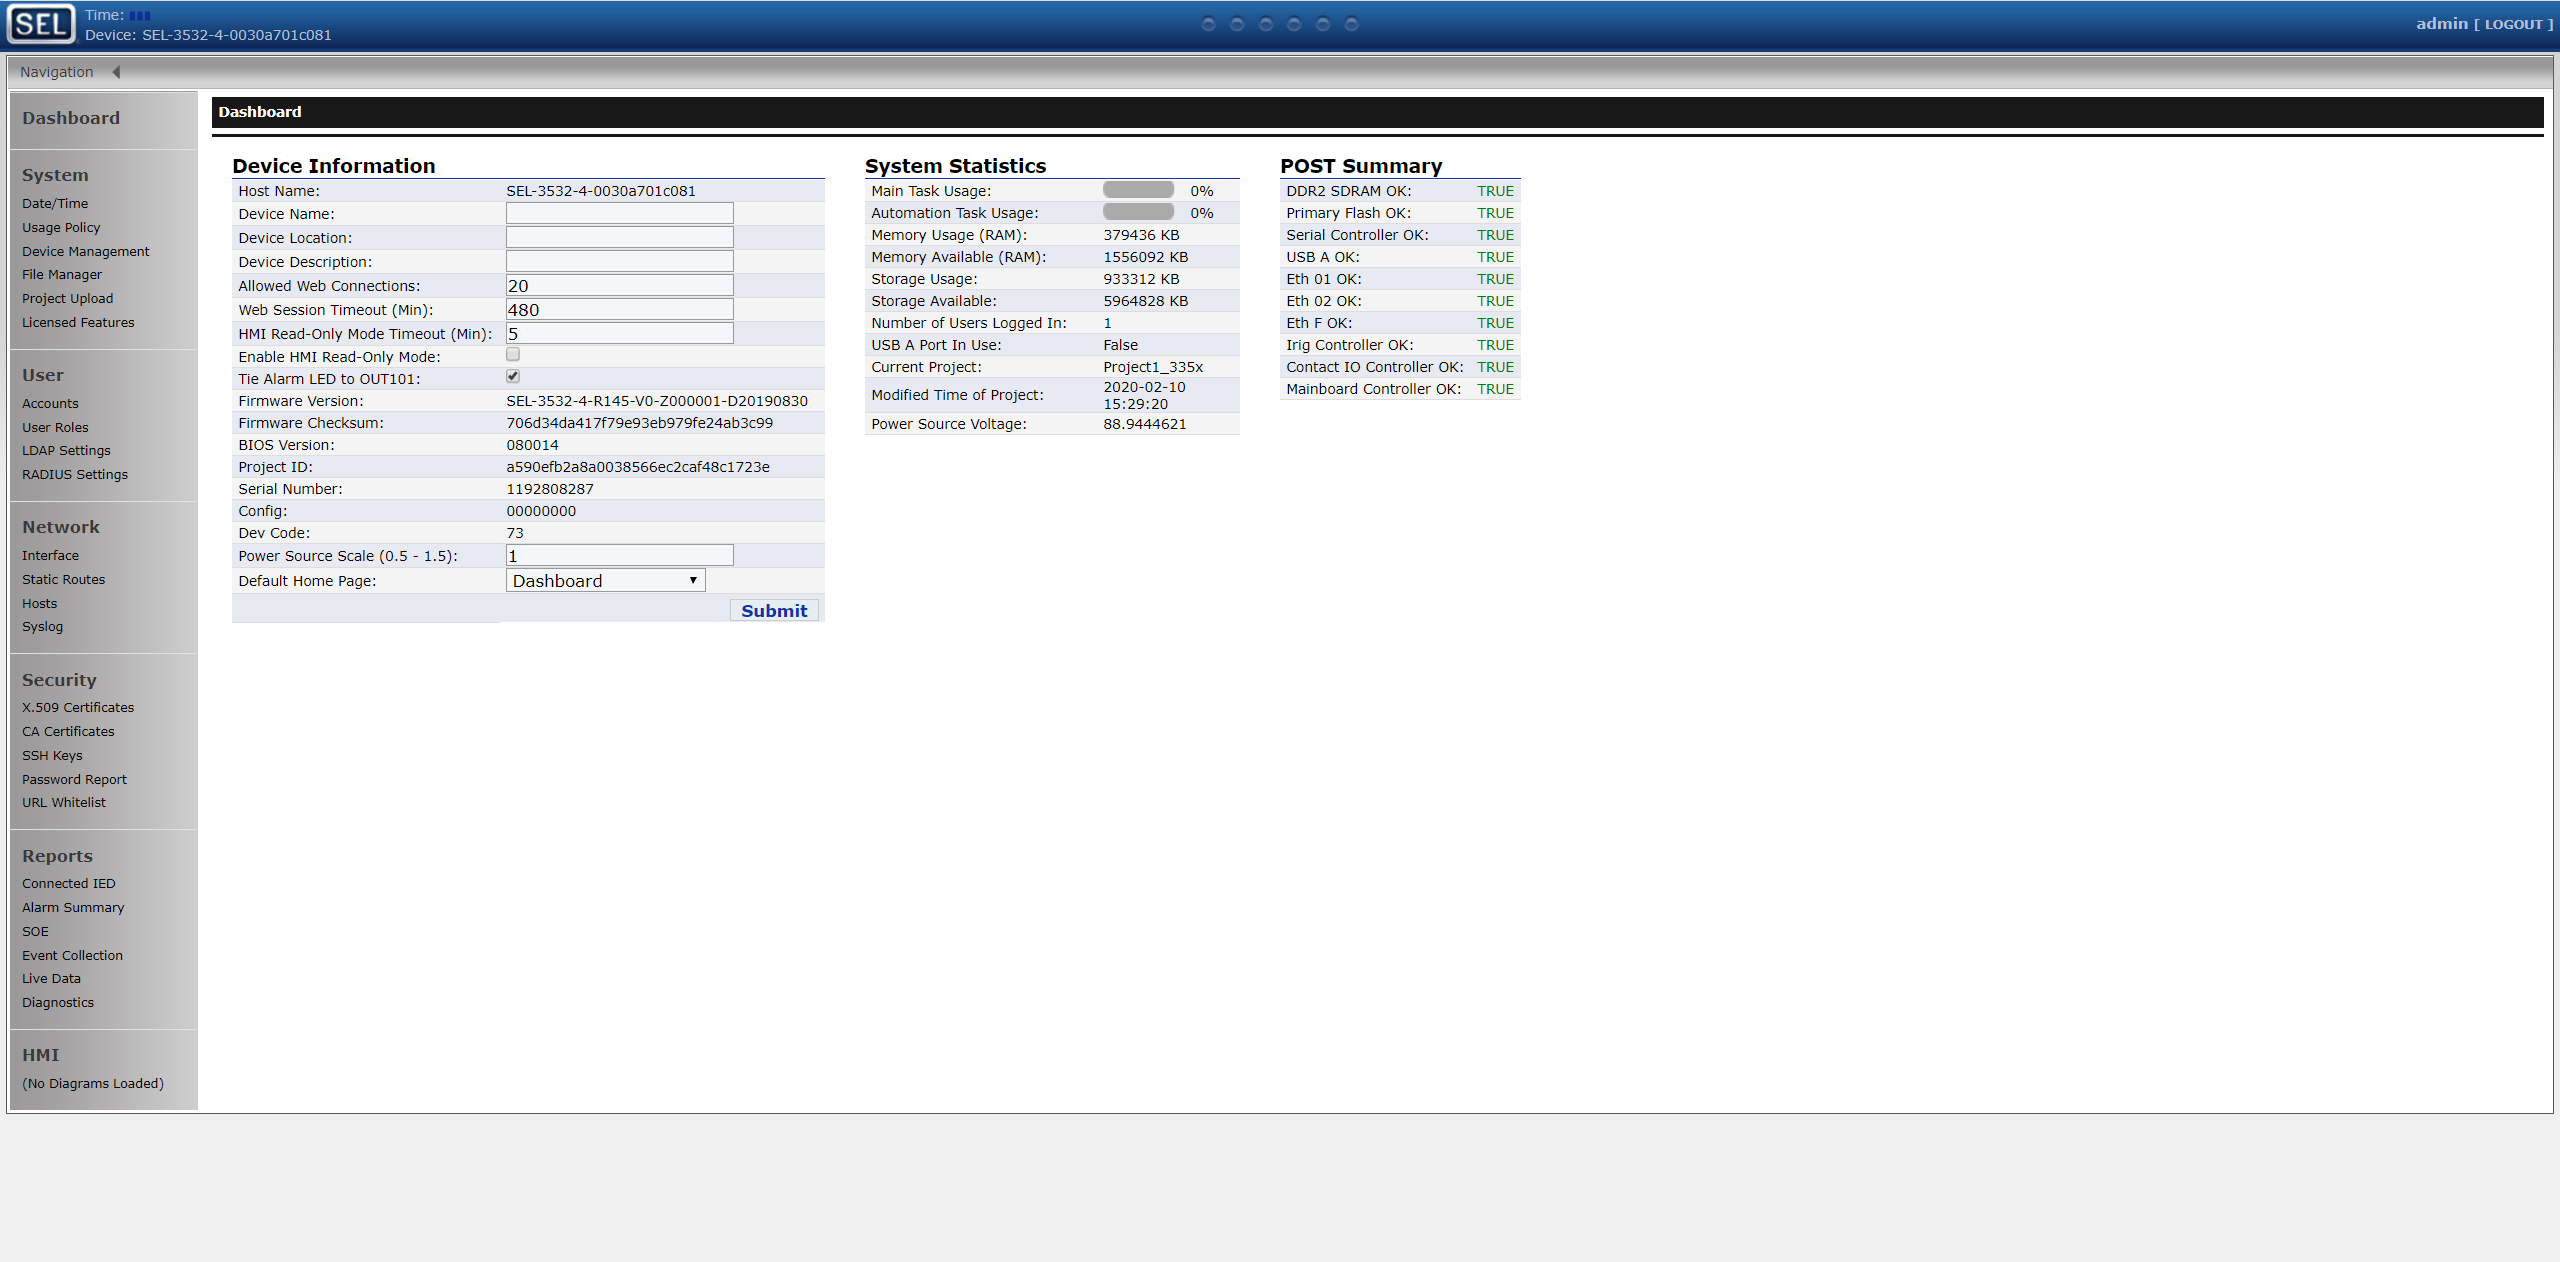 SEL
Time:
Device: SEL-3532-4-0030a701c081
admin [ LOGOUT ]
Navigation
Dashboard
System
Date/Time
Usage Policy
Device Management
File Manager
Project Upload
Licensed Features
User
Accounts
User Roles
LDAP Settings
RADIUS Settings
Network
Interface
Static Routes
Hosts
Syslog
Security
X.509 Certificates
CA Certificates
SSH Keys
Password Report
URL Whitelist
Reports
Connected IED
Alarm Summary
SOE
Event Collection
Live Data
Diagnostics
HMI
(No Diagrams Loaded)
Dashboard
Device Information
Host Name: SEL-3532-4-0030a701c081
Device Name:
Device Location:
Device Description:
Allowed Web Connections: 20
Web Session Timeout (Min): 480
HMI Read-Only Mode Timeout (Min): 5
Enable HMI Read-Only Mode:
Tie Alarm LED to OUT101:
Firmware Version: SEL-3532-4-R145-V0-Z000001-D20190830
Firmware Checksum: 706d34da417f79e93eb979fe24ab3c99
BIOS Version: 080014
Project ID: a590efb2a8a0038566ec2caf48c1723e
Serial Number: 1192808287
Config: 00000000
Dev Code: 73
Power Source Scale (0.5 - 1.5): 1
Default Home Page: Dashboard
Submit
System Statistics
Main Task Usage: 0%
Automation Task Usage: 0%
Memory Usage (RAM): 379436 KB
Memory Available (RAM): 1556092 KB
Storage Usage: 933312 KB
Storage Available: 5964828 KB
Number of Users Logged In: 1
USB A Port In Use: False
Current Project: Project1_335x
Modified Time of Project: 2020-02-10
15:29:20
Power Source Voltage: 88.9444621
POST Summary
DDR2 SDRAM OK: TRUE
Primary Flash OK: TRUE
Serial Controller OK: TRUE
USB A OK: TRUE
Eth 01 OK: TRUE
Eth 02 OK: TRUE
Eth F OK: TRUE
Irig Controller OK: TRUE
Contact IO Controller OK: TRUE
Mainboard Controller OK: TRUE